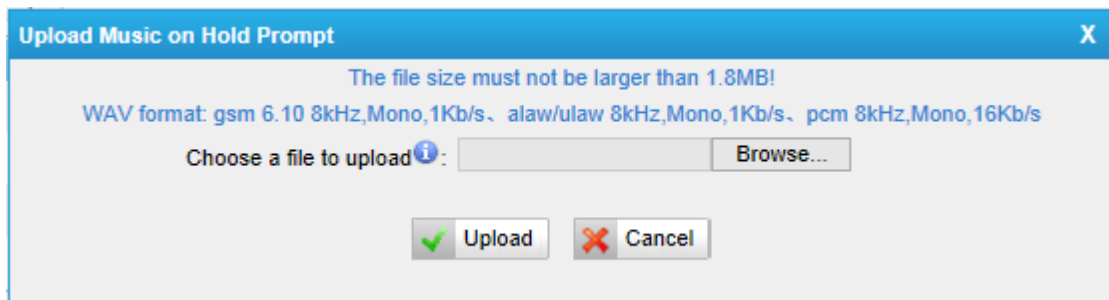 Upload Music on Hold Prompt X
The file size must not be larger than 1.8MB!
WAV format: gsm 6.10 8kHz,Mono,1Kb/s、alaw/ulaw 8kHz,Mono,1Kb/s、pcm 8kHz,Mono,16Kb/s
Choose a file to upload i : Browse...
Upload Cancel